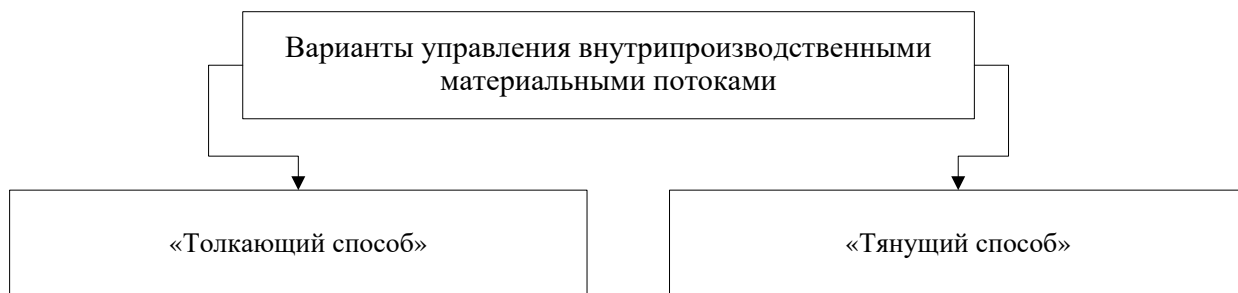 Варианты управления внутрипроизводственными
материальными потоками
«Толкающий способ»
«Тянущий способ»